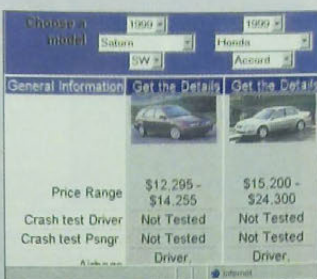 Choose a model
1999 1999
Saturn Honda
SW Accord
General Information Get the Details Get the Details
Price Range $12,295 - $14,255 $15,200 - $24,300
Crash test Driver Not Tested Not Tested
Crash test Psngr Not Tested Not Tested
Driver, Driver,
Internet